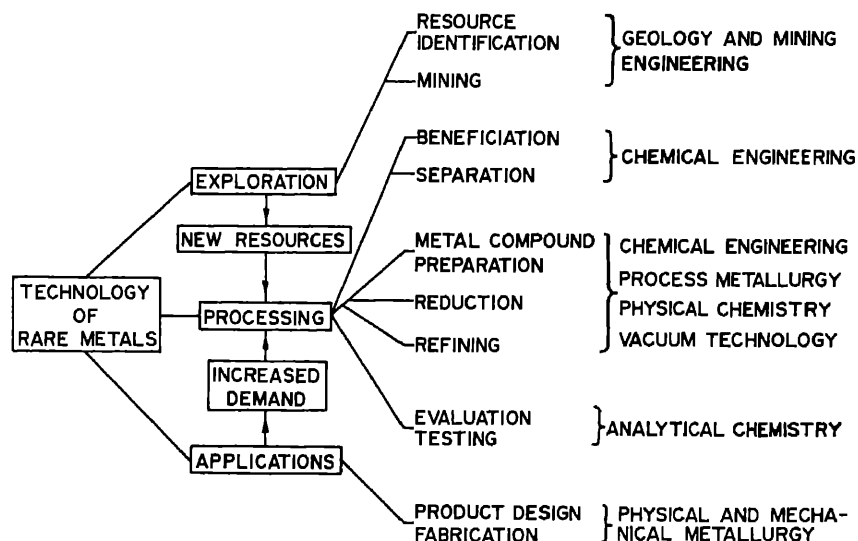 RESOURCE
IDENTIFICATION
MINING
GEOLOGY AND MINING
ENGINEERING
BENEFICIATION
SEPARATION
CHEMICAL ENGINEERING
EXPLORATION
NEW RESOURCES
TECHNOLOGY
OF
RARE METALS
PROCESSING
INCREASED
DEMAND
APPLICATIONS
METAL COMPOUND
PREPARATION
REDUCTION
REFINING
CHEMICAL ENGINEERING
PROCESS METALLURGY
PHYSICAL CHEMISTRY
VACUUM TECHNOLOGY
EVALUATION
TESTING
ANALYTICAL CHEMISTRY
PRODUCT DESIGN
FABRICATION
PHYSICAL AND MECHA-
NICAL METALLURGY